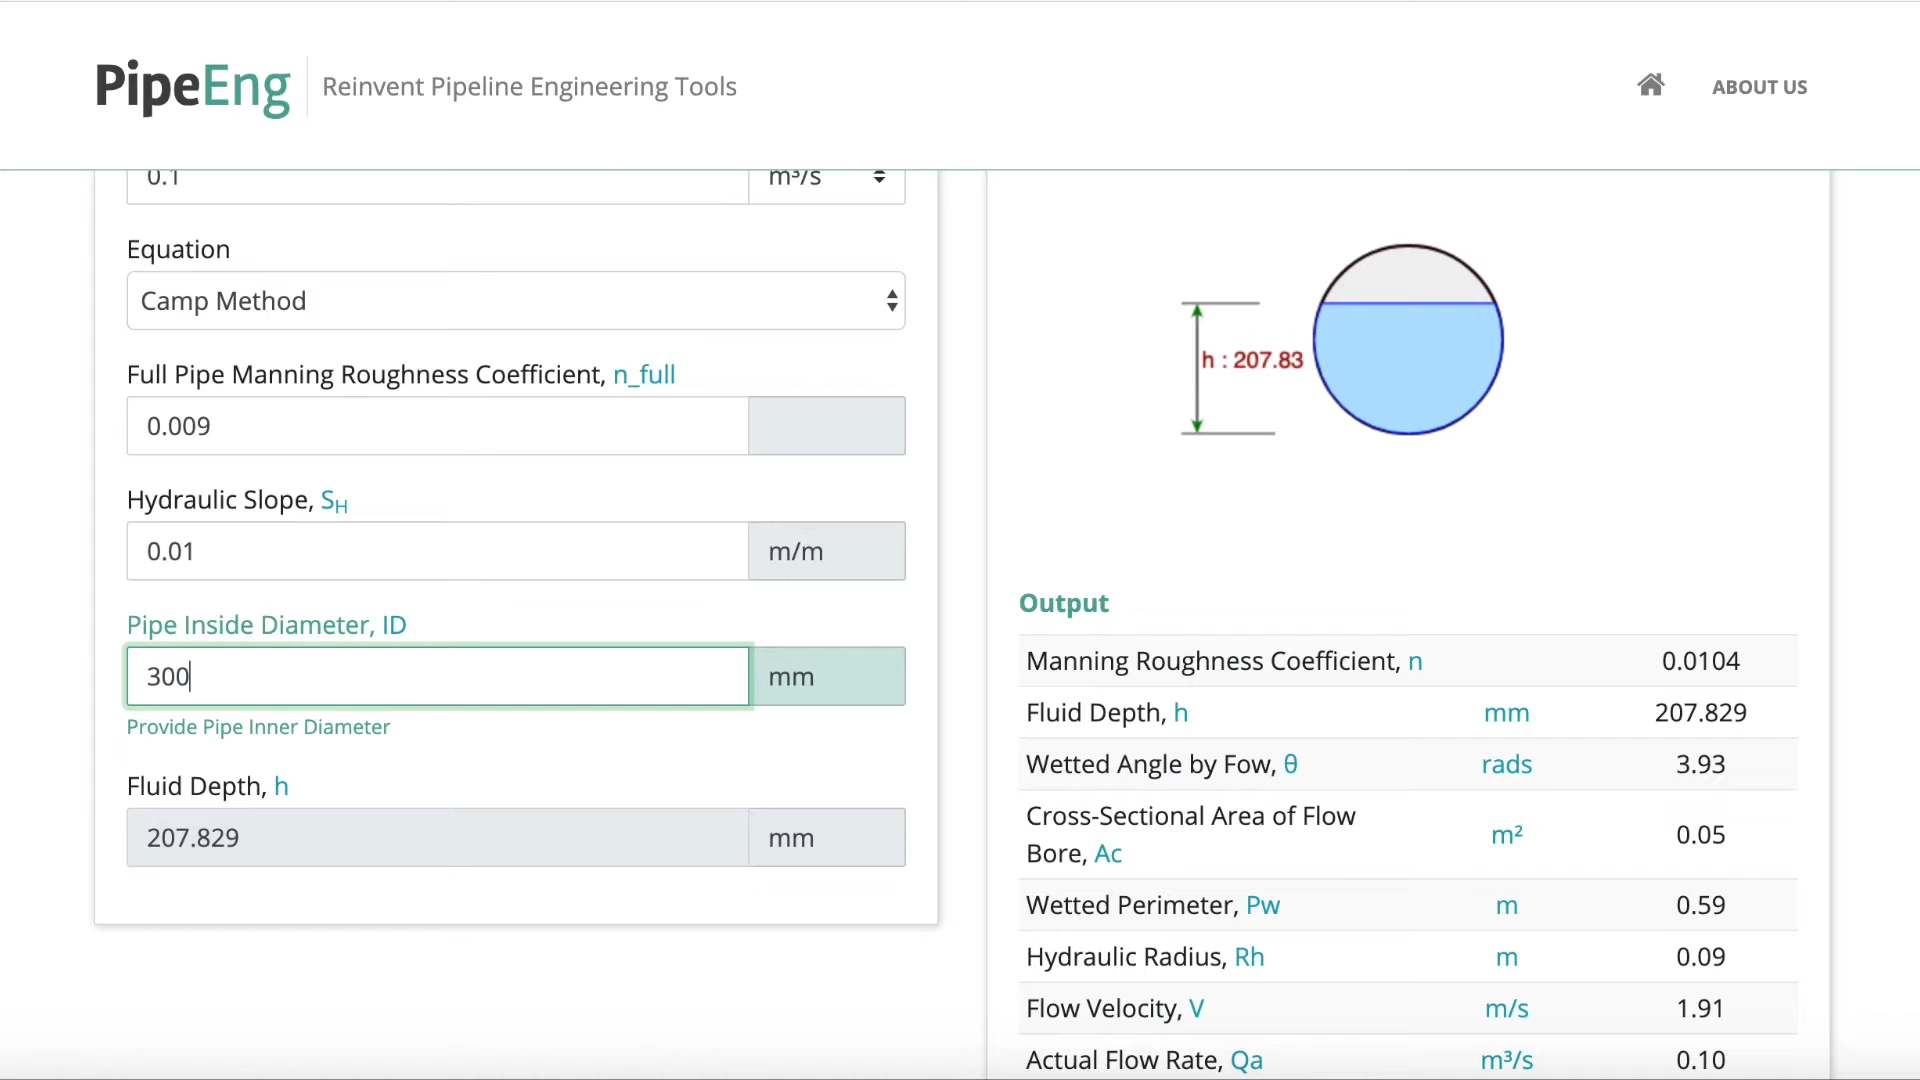 PipeEng Reinvent Pipeline Engineering Tools
ABOUT US
0.1 m³/s
Equation
Camp Method
Full Pipe Manning Roughness Coefficient, n_full
0.009
Hydraulic Slope, SH
0.01 m/m
Pipe Inside Diameter, ID
300 mm
Provide Pipe Inner Diameter
Fluid Depth, h
207.829 mm
h : 207.83
Output
Manning Roughness Coefficient, n 0.0104
Fluid Depth, h mm 207.829
Wetted Angle by Fow, θ rads 3.93
Cross-Sectional Area of Flow
Bore, Ac m² 0.05
Wetted Perimeter, Pw m 0.59
Hydraulic Radius, Rh m 0.09
Flow Velocity, V m/s 1.91
Actual Flow Rate, Qa m³/s 0.10